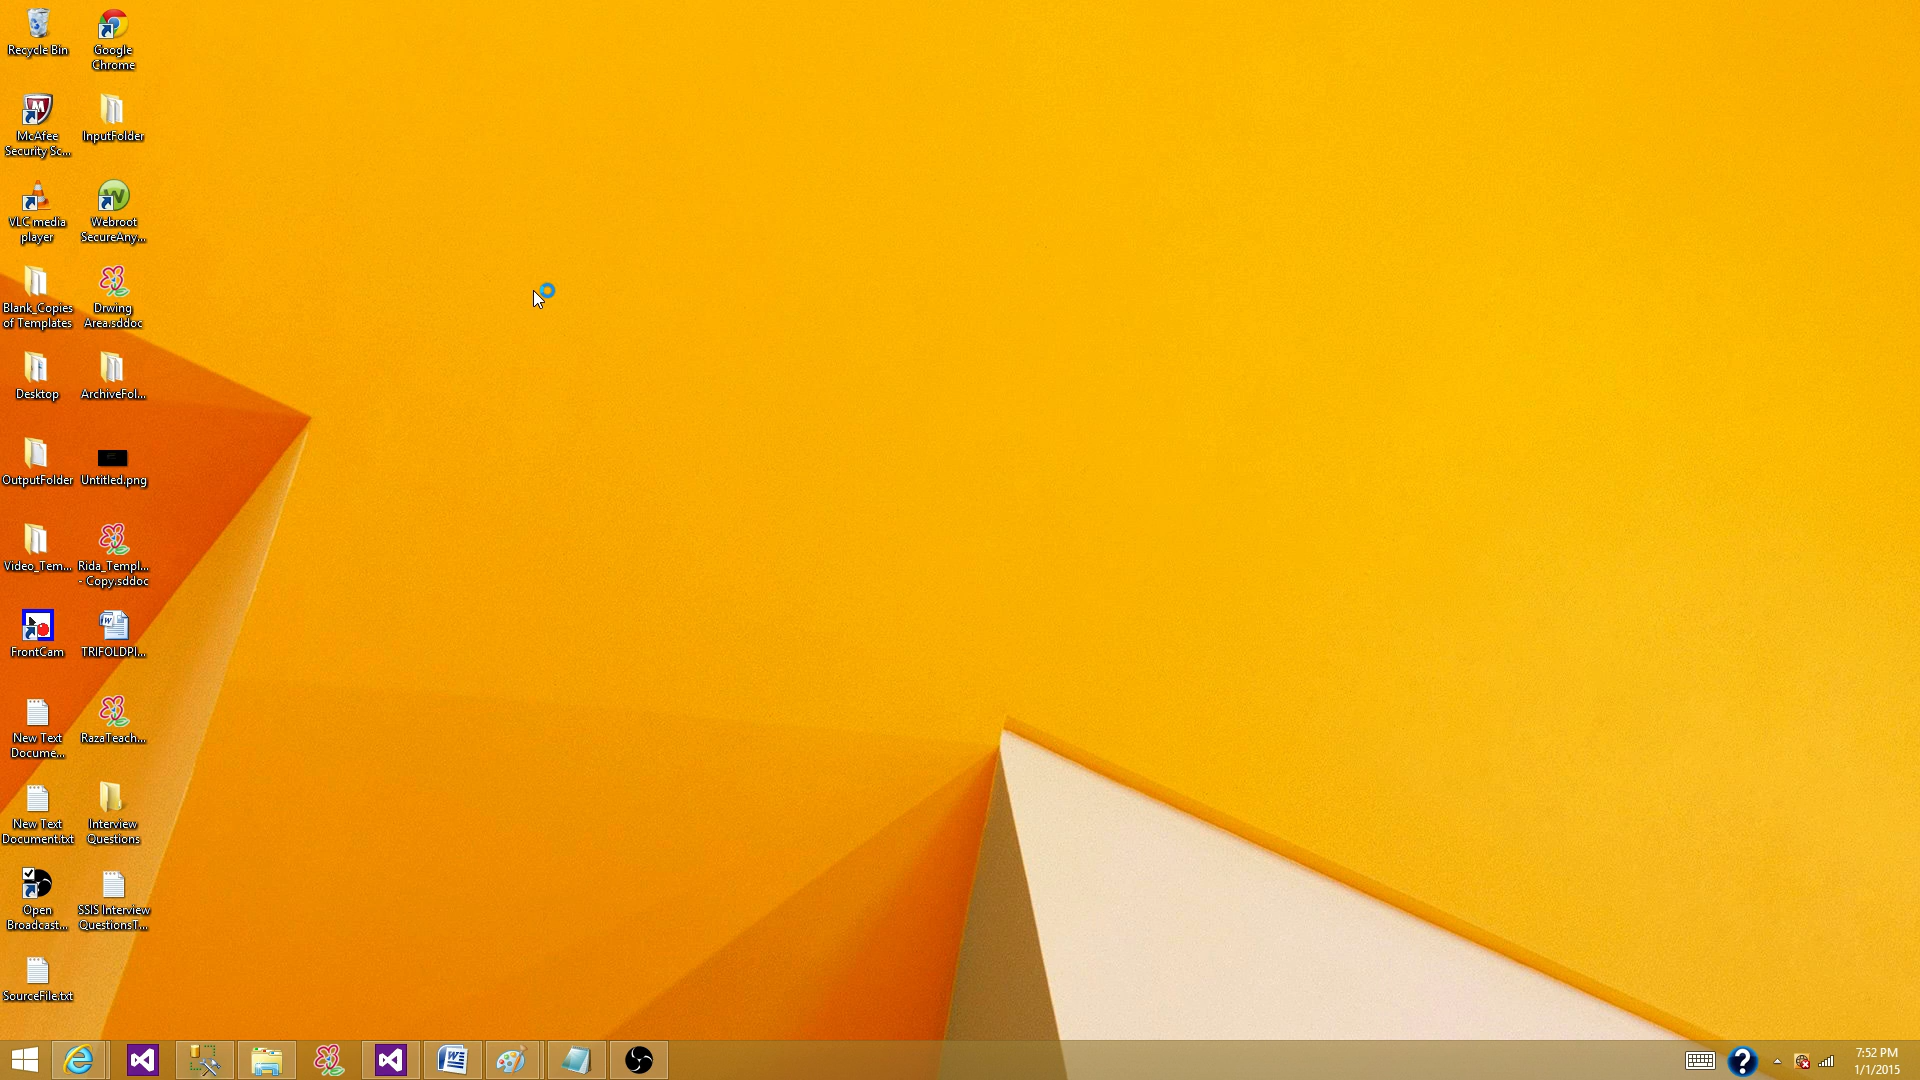 Recycle Bin
Google
Chrome
McAfee
Security Sc...
InputFolder
VLC media
player
Webroot
SecureAny...
Blank_Copies
of Templates
Drwing
Area.sddoc
Desktop
ArchiveFol...
OutputFolder
Untitled.png
Video_Tem...
Rida_Templ...
- Copy.sddoc
FrontCam
TRIFOLDPI...
New Text
Docume...
RazaTeach...
New Text
Document.txt
Interview
Questions
Open
Broadcast...
SSIS Interview
QuestionsT...
SourceFile.txt
7:52 PM
1/1/2015